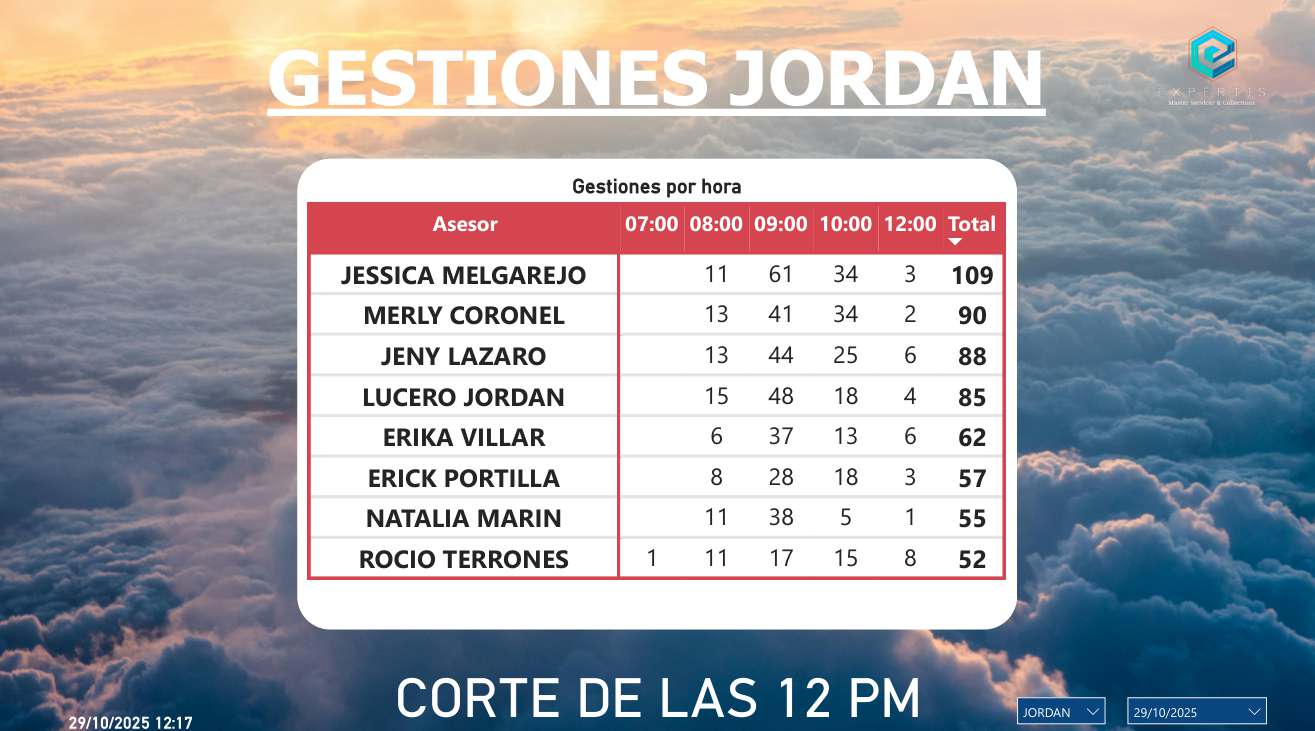 GESTIONES JORDAN
EXPERTIS
Master Servicer & Collections
Gestiones por hora
Asesor 07:00 08:00 09:00 10:00 12:00 Total
JESSICA MELGAREJO 11 61 34 3 109
MERLY CORONEL 13 41 34 2 90
JENY LAZARO 13 44 25 6 88
LUCERO JORDAN 15 48 18 4 85
ERIKA VILLAR 6 37 13 6 62
ERICK PORTILLA 8 28 18 3 57
NATALIA MARIN 11 38 5 1 55
ROCIO TERRONES 1 11 17 15 8 52
CORTE DE LAS 12 PM
29/10/2025 12:17
JORDAN
29/10/2025